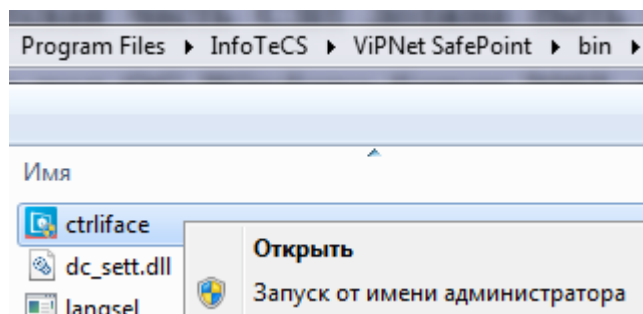 Program Files ▸ InfoTeCS ▸ ViPNet SafePoint ▸ bin ▸
Имя
ctrliface
Открыть
dc_sett.dll
Запуск от имени администратора
langsel